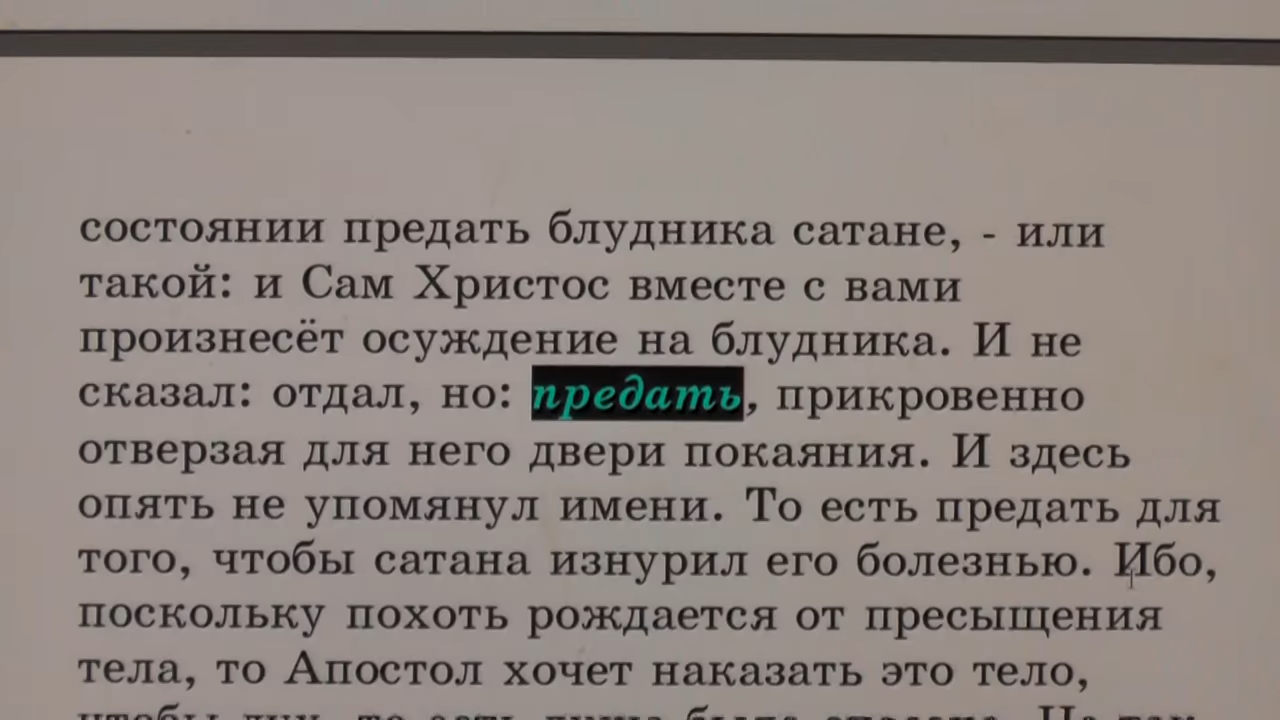 состоянии предать блудника сатане, - или
такой: и Сам Христос вместе с вами
произнесёт осуждение на блудника. И не
сказал: отдал, но: предать, прикровенно
отверзая для него двери покаяния. И здесь
опять не упомянул имени. То есть предать для
того, чтобы сатана изнурил его болезнью. Ибо,
поскольку похоть рождается от пресыщения
тела, то Апостол хочет наказать это тело,